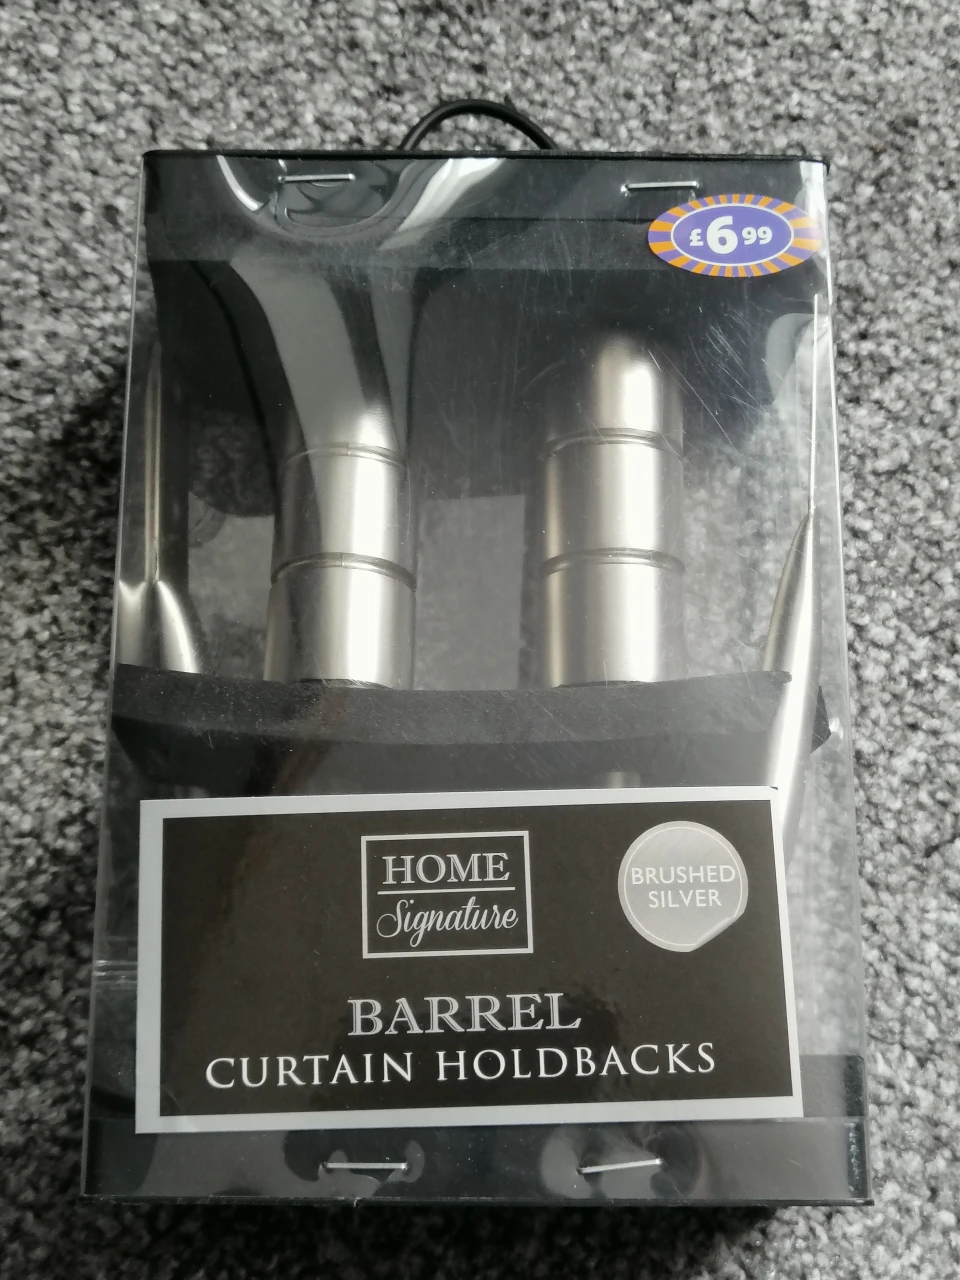 £6.99
HOME
Signature
BRUSHED
SILVER
BARREL
CURTAIN HOLDBACKS